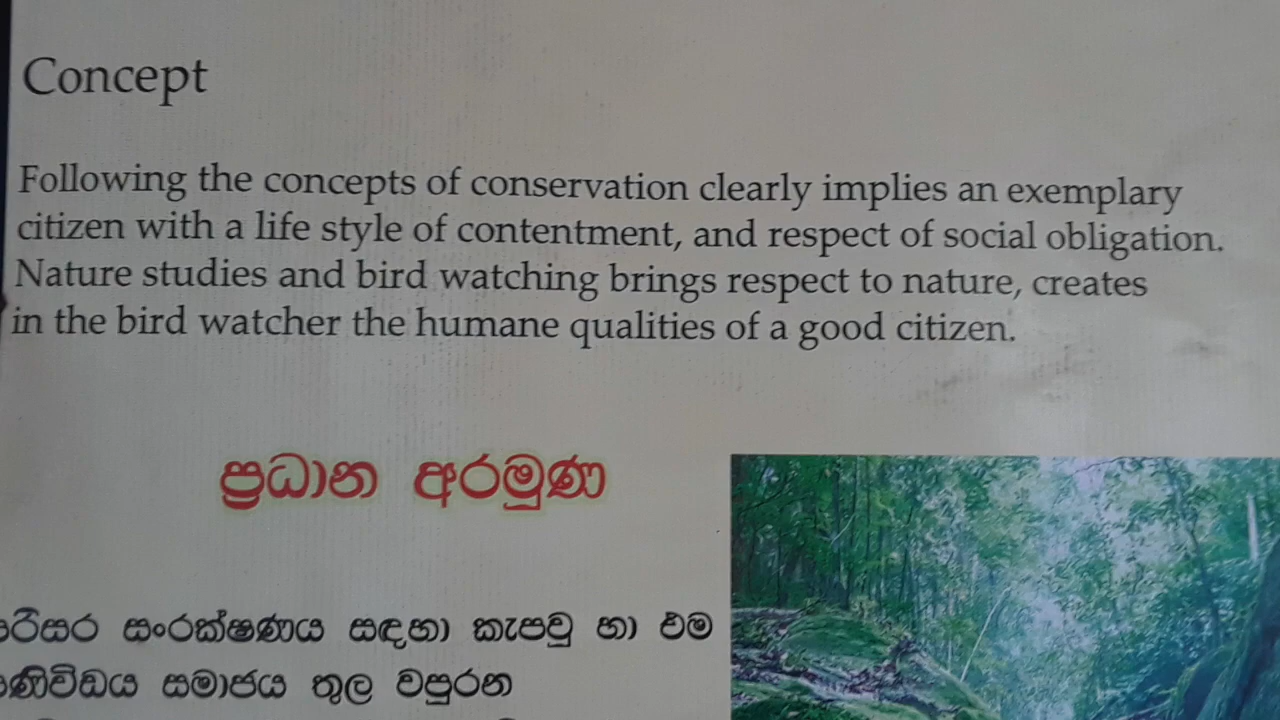 Concept
Following the concepts of conservation clearly implies an exemplary
citizen with a life style of contentment, and respect of social obligation.
Nature studies and bird watching brings respect to nature, creates
in the bird watcher the humane qualities of a good citizen.
ප්‍රධාන අරමුණ
සංරක්ෂණය සඳහා කැපවූ හා එම
සමාජය තුල වපුරන